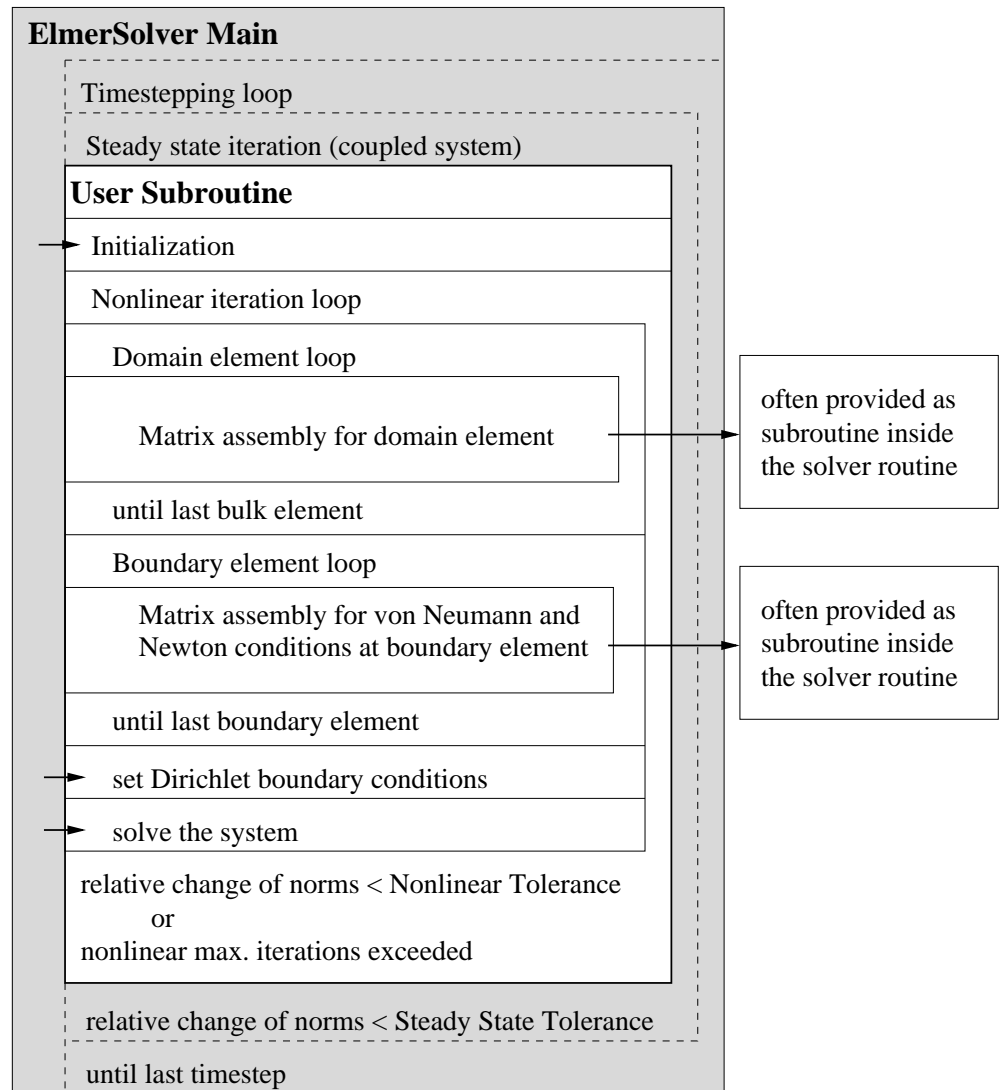 ElmerSolver Main
Timestepping loop
Steady state iteration (coupled system)
User Subroutine
Initialization
Nonlinear iteration loop
Domain element loop
Matrix assembly for domain element
often provided as
subroutine inside
the solver routine
until last bulk element
Boundary element loop
Matrix assembly for von Neumann and
Newton conditions at boundary element
often provided as
subroutine inside
the solver routine
until last boundary element
set Dirichlet boundary conditions
solve the system
relative change of norms < Nonlinear Tolerance
or
nonlinear max. iterations exceeded
relative change of norms < Steady State Tolerance
until last timestep